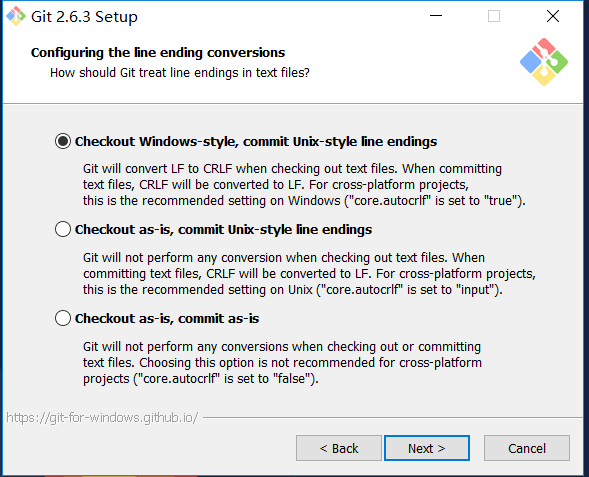 Git 2.6.3 Setup
Configuring the line ending conversions
How should Git treat line endings in text files?
Checkout Windows-style, commit Unix-style line endings
Git will convert LF to CRLF when checking out text files. When committing
text files, CRLF will be converted to LF. For cross-platform projects,
this is the recommended setting on Windows ("core.autocrlf" is set to "true").
Checkout as-is, commit Unix-style line endings
Git will not perform any conversion when checking out text files. When
committing text files, CRLF will be converted to LF. For cross-platform projects,
this is the recommended setting on Unix ("core.autocrlf" is set to "input").
Checkout as-is, commit as-is
Git will not perform any conversions when checking out or committing
text files. Choosing this option is not recommended for cross-platform
projects ("core.autocrlf" is set to "false").
https://git-for-windows.github.io/
< Back
Next >
Cancel